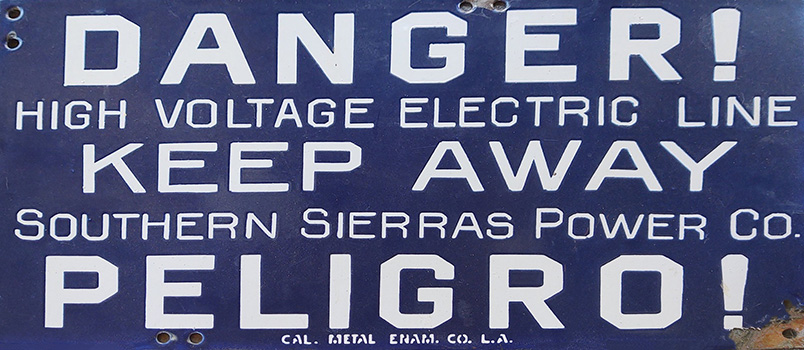 DANGER!
HIGH VOLTAGE ELECTRIC LINE
KEEP AWAY
SOUTHERN SIERRAS POWER CO.
PELIGRO!
CAL. METAL ENAM. CO. L.A.